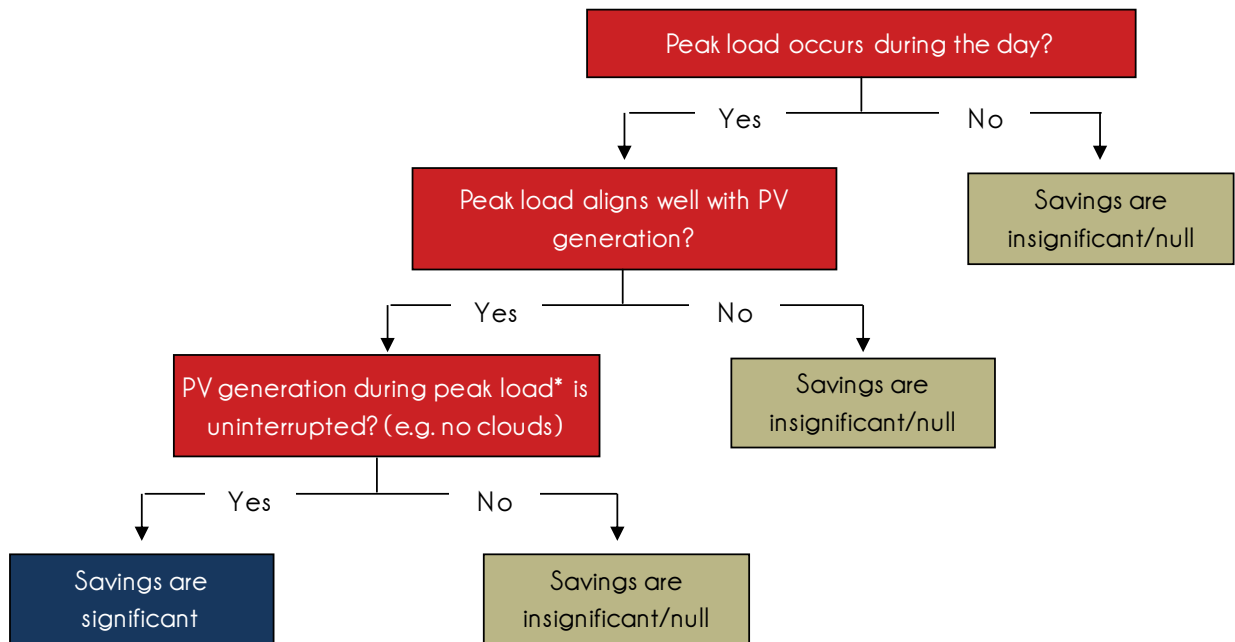 Peak load occurs during the day?
Yes
No
Peak load aligns well with PV
generation?
Savings are
insignificant/null
Yes
No
PV generation during peak load* is
uninterrupted? (e.g. no clouds)
Savings are
insignificant/null
Yes
No
Savings are
significant
Savings are
insignificant/null